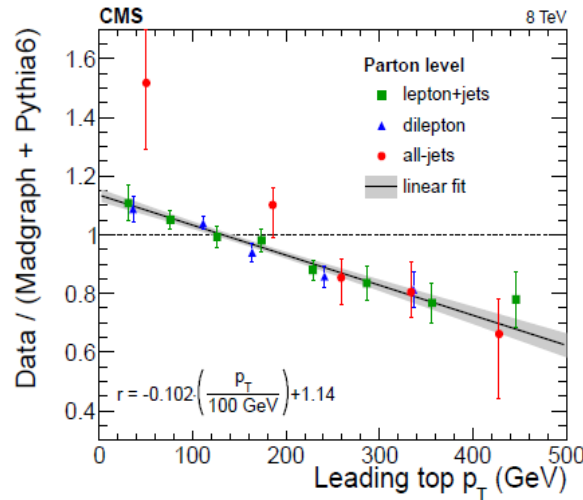 CMS 8 TeV
Data / (Madgraph + Pythia6)
1.6
1.4
1.2
1
0.8
0.6
0.4
Parton level
lepton+jets
dilepton
all-jets
linear fit
r = -0.102·(p_T / 100 GeV)+1.14
0 100 200 300 400 500
Leading top p_T (GeV)